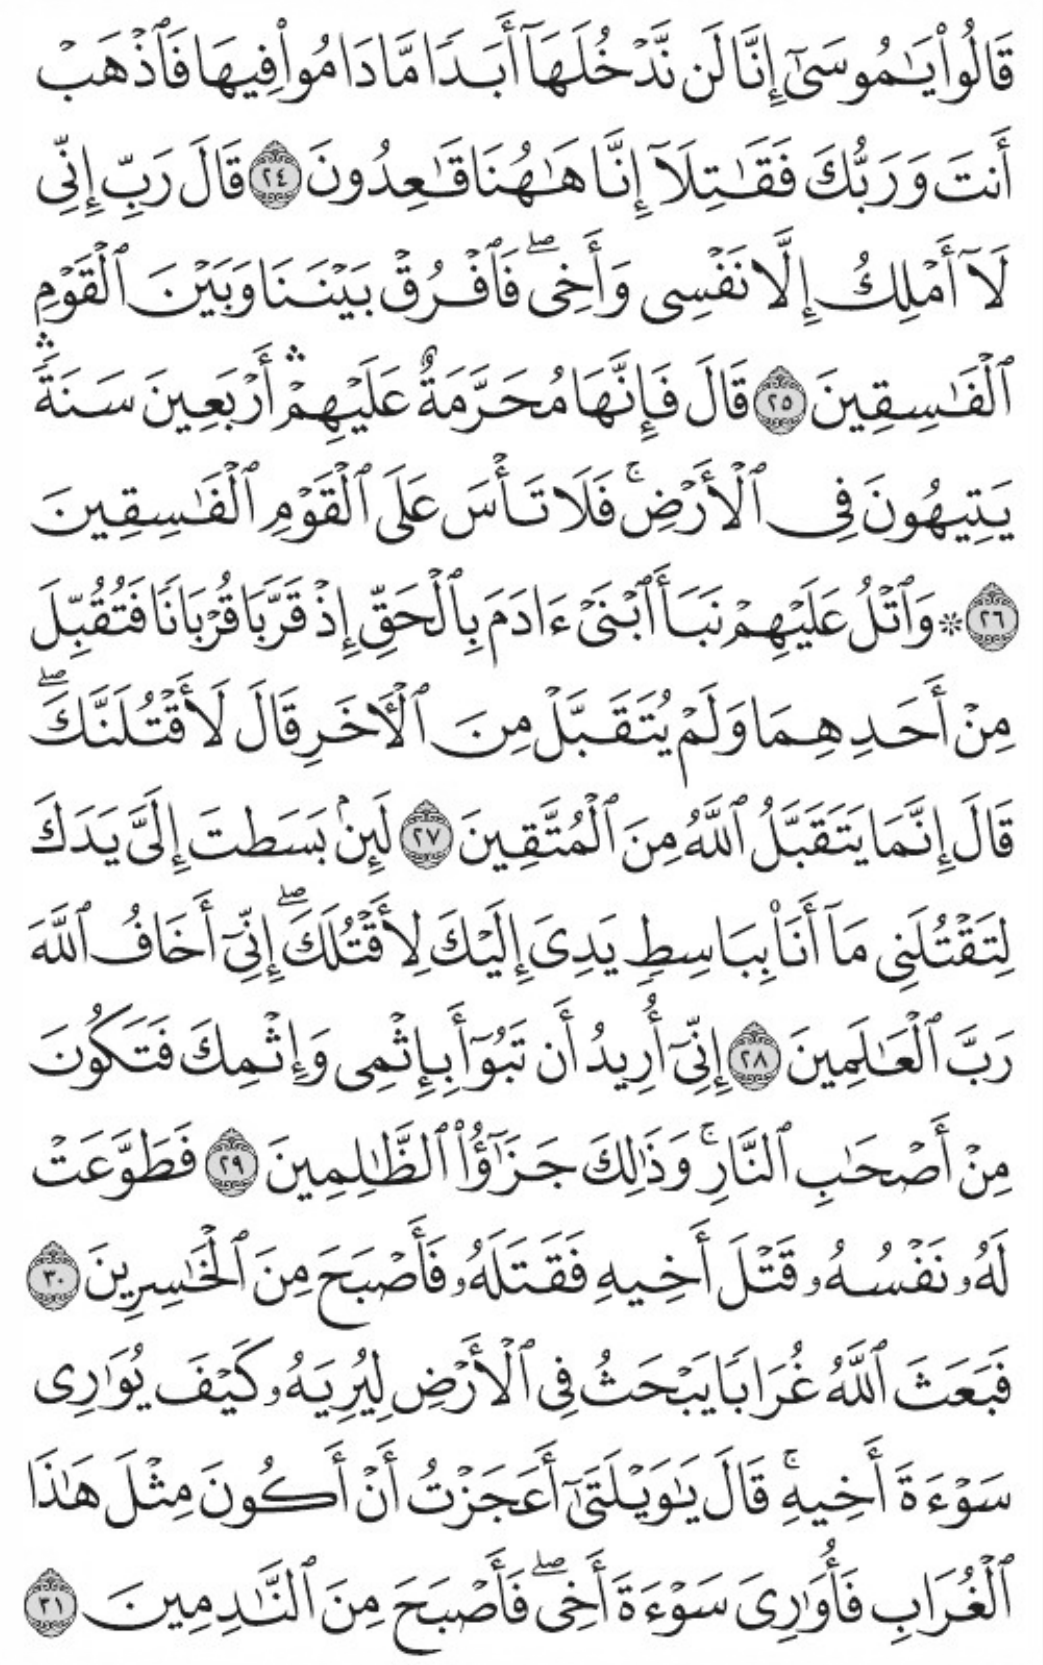 قَالُوا۟ يَـٰمُوسَىٰٓ إِنَّا لَن نَّدْخُلَهَآ أَبَدًا مَّا دَامُوا۟ فِيهَا فَٱذْهَبْ
أَنتَ وَرَبُّكَ فَقَـٰتِلَآ إِنَّا هَـٰهُنَا قَـٰعِدُونَ ٢٤ قَالَ رَبِّ إِنِّى
لَآ أَمْلِكُ إِلَّا نَفْسِى وَأَخِى ۖ فَٱفْرُقْ بَيْنَنَا وَبَيْنَ ٱلْقَوْمِ
ٱلْفَـٰسِقِينَ ٢٥ قَالَ فَإِنَّهَا مُحَرَّمَةٌ عَلَيْهِمْ ۛ أَرْبَعِينَ سَنَةً ۛ
يَتِيهُونَ فِى ٱلْأَرْضِ ۚ فَلَا تَأْسَ عَلَى ٱلْقَوْمِ ٱلْفَـٰسِقِينَ
٢٦ ۞ وَٱتْلُ عَلَيْهِمْ نَبَأَ ٱبْنَىْ ءَادَمَ بِٱلْحَقِّ إِذْ قَرَّبَا قُرْبَانًا فَتُقُبِّلَ
مِنْ أَحَدِهِمَا وَلَمْ يُتَقَبَّلْ مِنَ ٱلْـَٔاخَرِ قَالَ لَأَقْتُلَنَّكَ ۖ
قَالَ إِنَّمَا يَتَقَبَّلُ ٱللَّهُ مِنَ ٱلْمُتَّقِينَ ٢٧ لَئِنۢ بَسَطتَ إِلَىَّ يَدَكَ
لِتَقْتُلَنِى مَآ أَنَا۠ بِبَاسِطٍ يَدِىَ إِلَيْكَ لِأَقْتُلَكَ ۖ إِنِّىٓ أَخَافُ ٱللَّهَ
رَبَّ ٱلْعَـٰلَمِينَ ٢٨ إِنِّىٓ أُرِيدُ أَن تَبُوٓأَ بِإِثْمِى وَإِثْمِكَ فَتَكُونَ
مِنْ أَصْحَـٰبِ ٱلنَّارِ ۚ وَذَٰلِكَ جَزَٰٓؤُا۟ ٱلظَّـٰلِمِينَ ٢٩ فَطَوَّعَتْ
لَهُۥ نَفْسُهُۥ قَتْلَ أَخِيهِ فَقَتَلَهُۥ فَأَصْبَحَ مِنَ ٱلْخَـٰسِرِينَ ٣٠
فَبَعَثَ ٱللَّهُ غُرَابًا يَبْحَثُ فِى ٱلْأَرْضِ لِيُرِيَهُۥ كَيْفَ يُوَٰرِى
سَوْءَةَ أَخِيهِ ۚ قَالَ يَـٰوَيْلَتَىٰٓ أَعَجَزْتُ أَنْ أَكُونَ مِثْلَ هَـٰذَا
ٱلْغُرَابِ فَأُوَٰرِىَ سَوْءَةَ أَخِى ۖ فَأَصْبَحَ مِنَ ٱلنَّـٰدِمِينَ ٣١